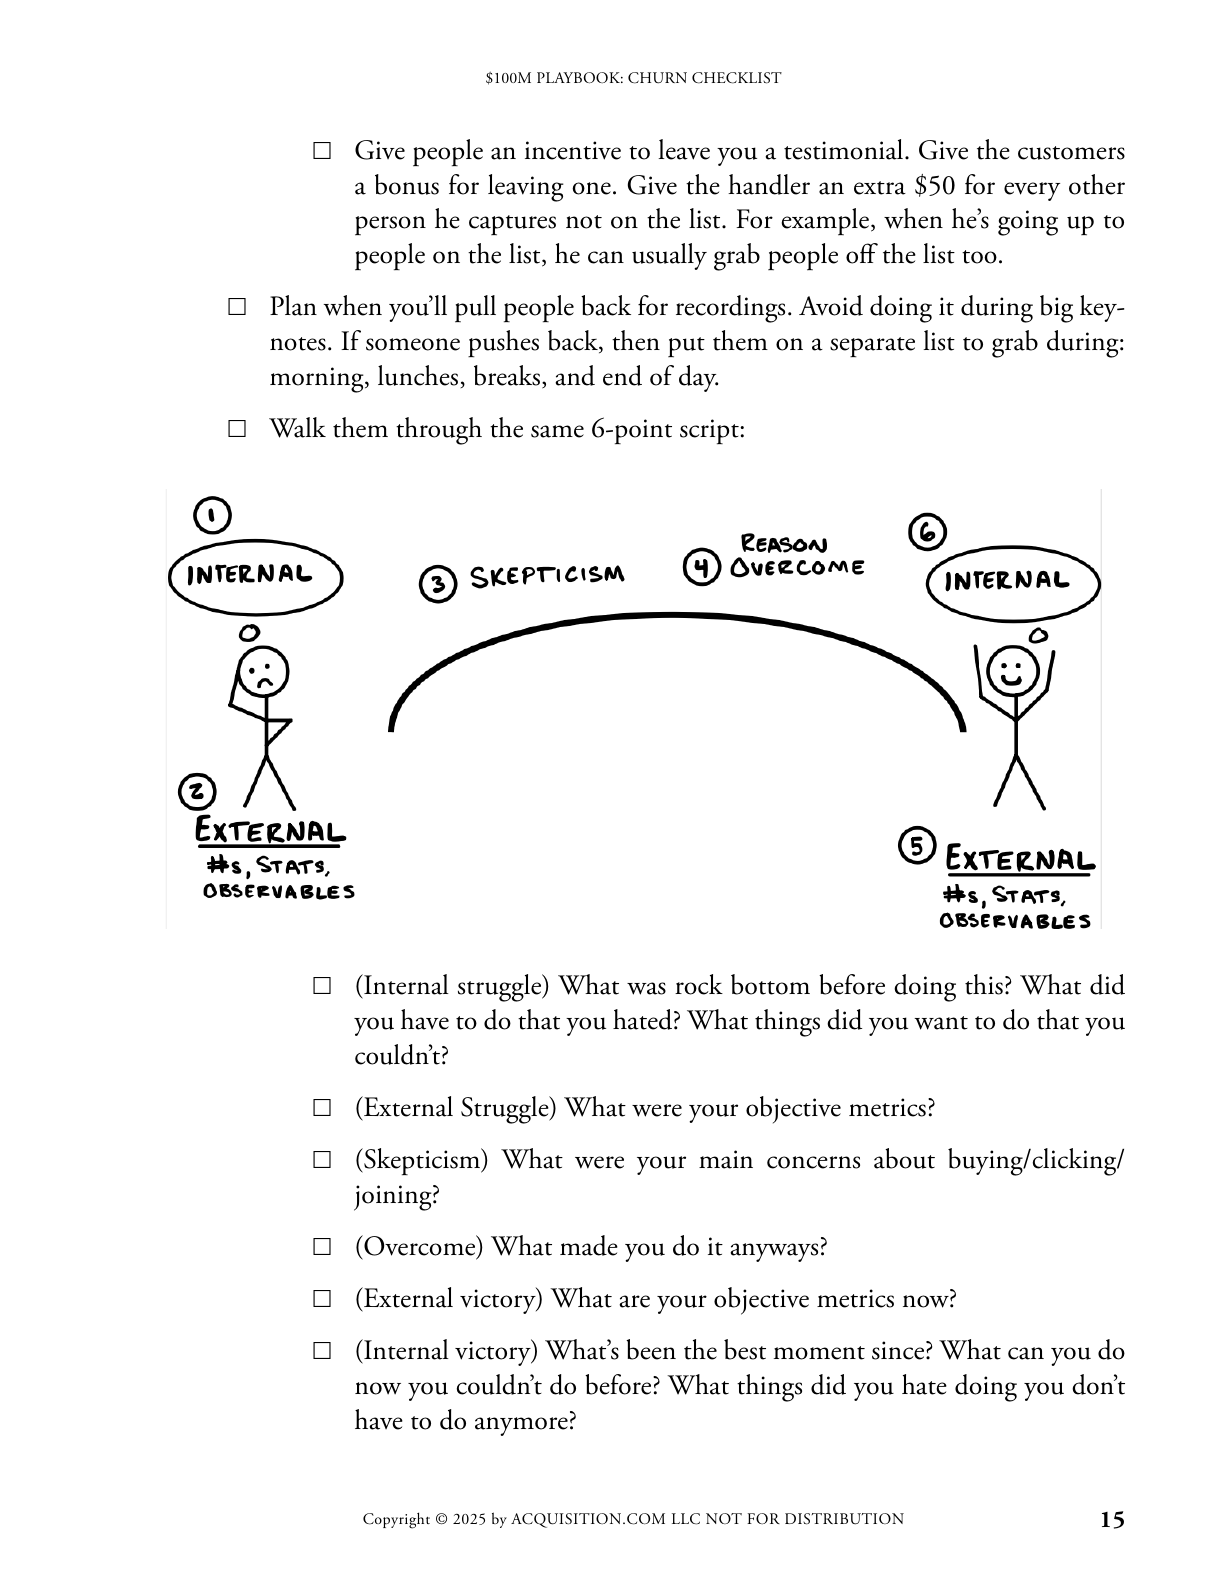 $100M PLAYBOOK: CHURN CHECKLIST
Give people an incentive to leave you a testimonial. Give the customers
a bonus for leaving one. Give the handler an extra $50 for every other
person he captures not on the list. For example, when he's going up to
people on the list, he can usually grab people off the list too.
Plan when you'll pull people back for recordings. Avoid doing it during big key-
notes. If someone pushes back, then put them on a separate list to grab during:
morning, lunches, breaks, and end of day.
Walk them through the same 6-point script:
1
INTERNAL
2
EXTERNAL
#s, STATS,
OBSERVABLES
3 SKEPTICISM
4 REASON
OVERCOME
6
INTERNAL
5 EXTERNAL
#s, STATS,
OBSERVABLES
(Internal struggle) What was rock bottom before doing this? What did
you have to do that you hated? What things did you want to do that you
couldn't?
(External Struggle) What were your objective metrics?
(Skepticism) What were your main concerns about buying/clicking/
joining?
(Overcome) What made you do it anyways?
(External victory) What are your objective metrics now?
(Internal victory) What's been the best moment since? What can you do
now you couldn't do before? What things did you hate doing you don't
have to do anymore?
Copyright © 2025 by ACQUISITION.COM LLC NOT FOR DISTRIBUTION
15